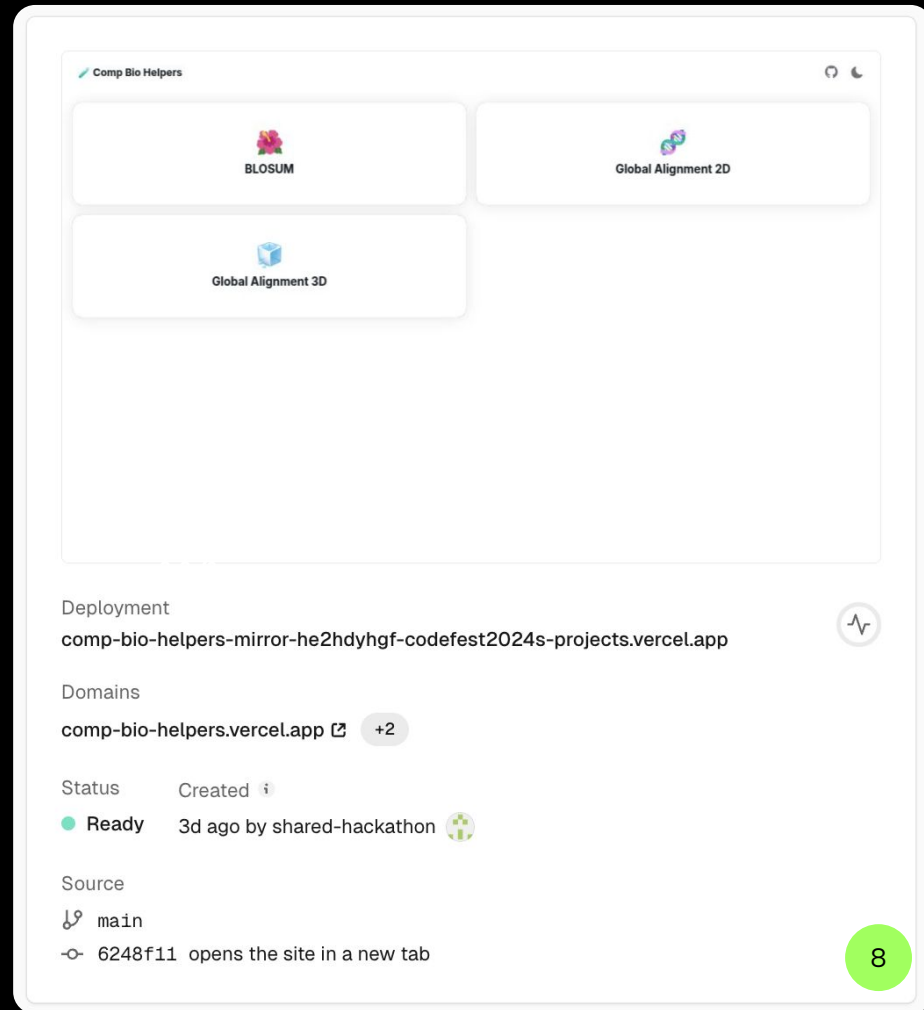 Comp Bio Helpers
BLOSUM
Global Alignment 2D
Global Alignment 3D
Deployment
comp-bio-helpers-mirror-he2hdyhgf-codefest2024s-projects.vercel.app
Domains
comp-bio-helpers.vercel.app +2
Status Created i
Ready 3d ago by shared-hackathon
Source
main
6248f11 opens the site in a new tab
8